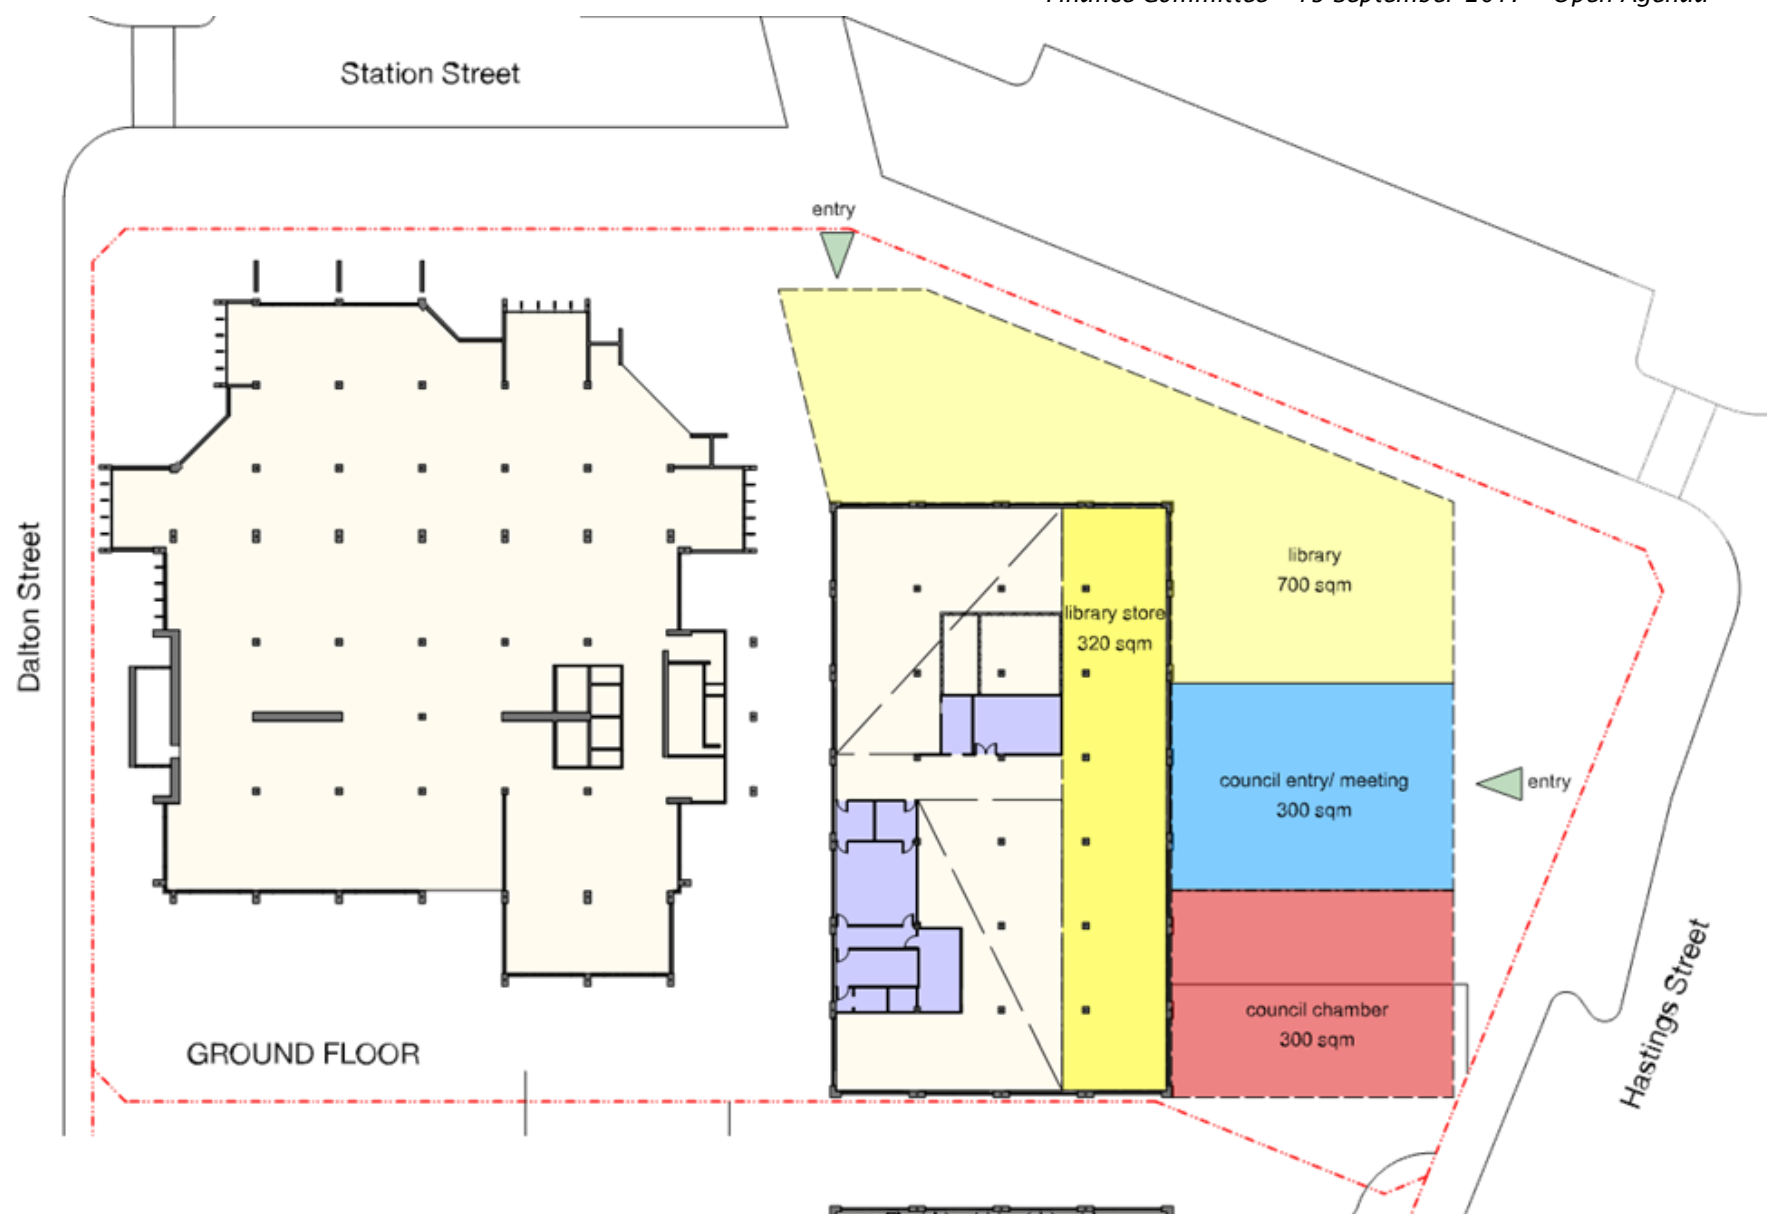 Station Street
entry
Dalton Street
library
700 sqm
library store
320 sqm
council entry/ meeting
300 sqm
entry
council chamber
300 sqm
GROUND FLOOR
Hastings Street